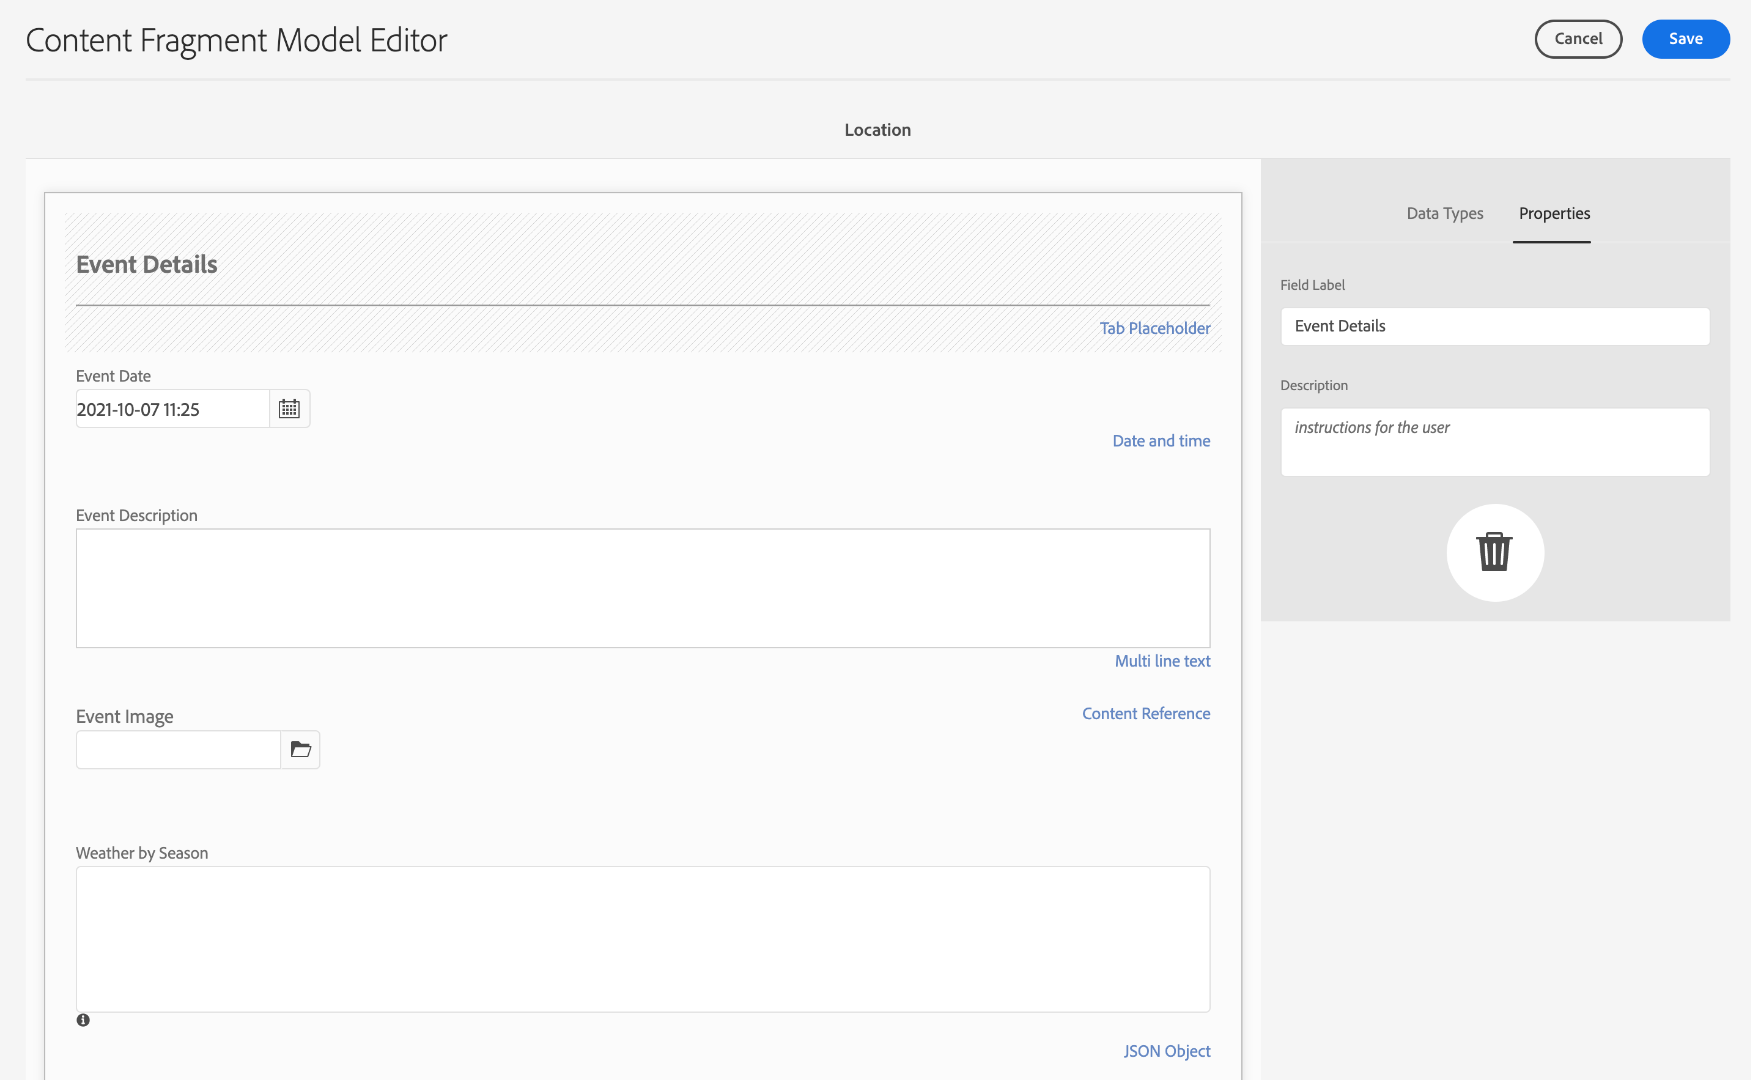 Content Fragment Model Editor
Cancel
Save
Location
Event Details
Tab Placeholder
Event Date
2021-10-07 11:25
Date and time
Event Description
Multi line text
Event Image
Content Reference
Weather by Season
JSON Object
Data Types
Properties
Field Label
Event Details
Description
instructions for the user